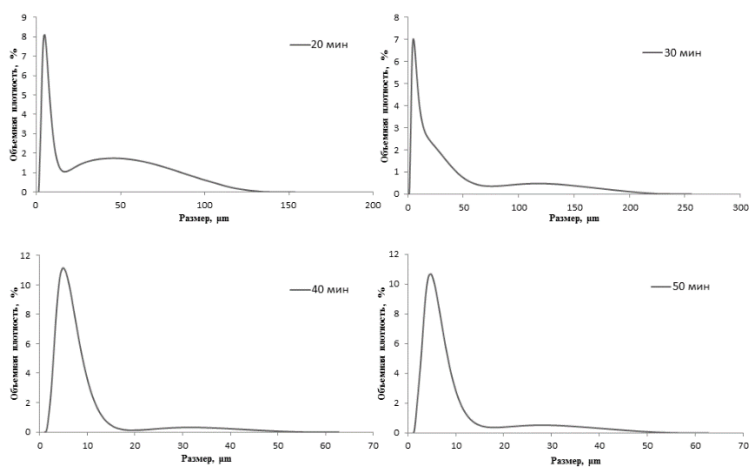 9
8
7
6
5
4
3
2
1
0
Объемная плотность, %
20 мин
0 50 100 150 200
Размер, μm
8
7
6
5
4
3
2
1
0
Объемная плотность, %
30 мин
0 50 100 150 200 250 300
Размер, μm
12
10
8
6
4
2
0
Объемная плотность, %
40 мин
0 10 20 30 40 50 60 70
Размер, μm
12
10
8
6
4
2
0
Объемная плотность, %
50 мин
0 10 20 30 40 50 60 70
Размер, μm